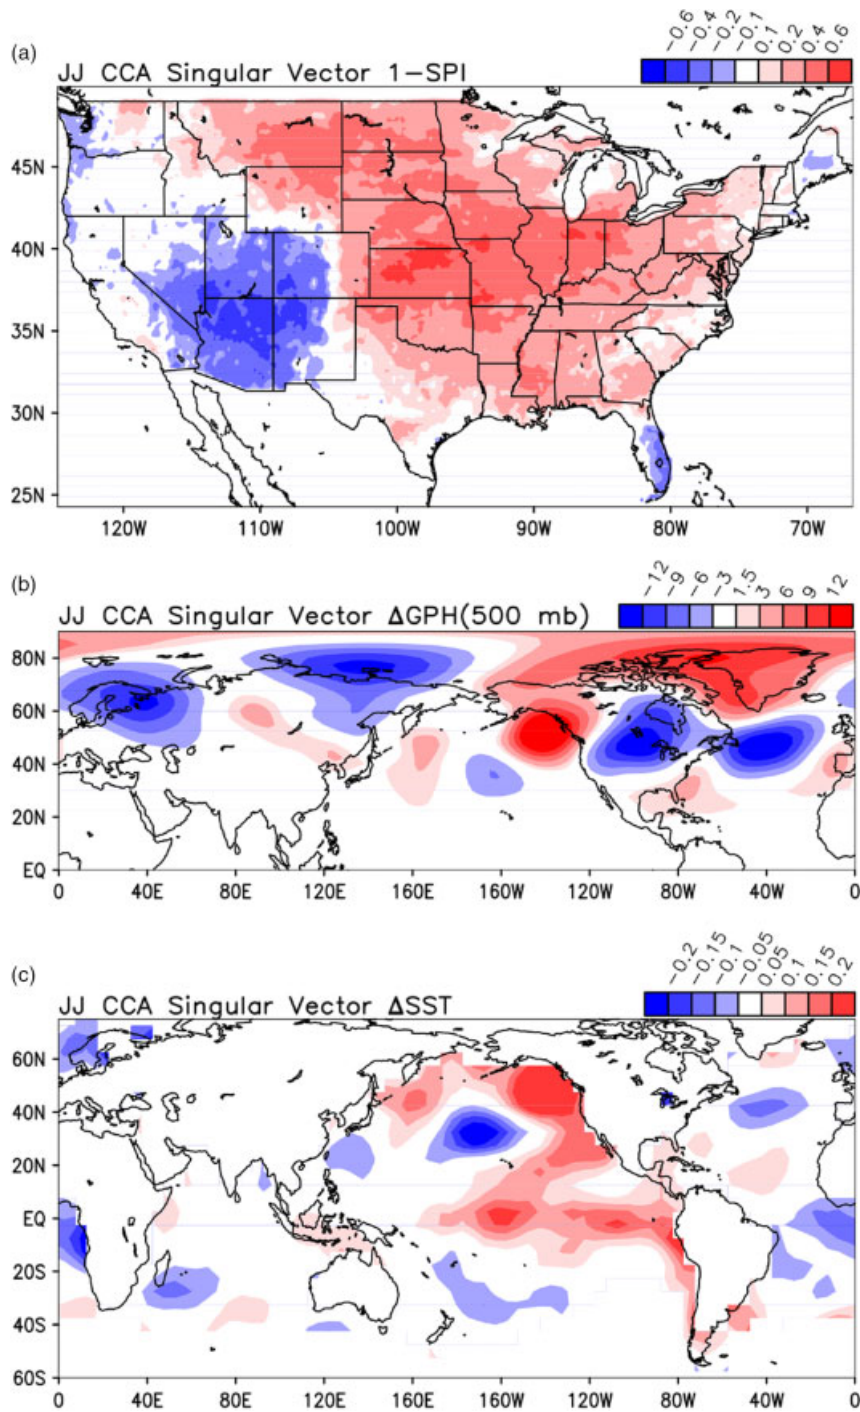 (a)
JJ CCA Singular Vector 1-SPI
-0.6 -0.4 -0.2 -0.1 0.1 0.2 0.4 0.6
45N
40N
35N
30N
25N
120W 110W 100W 90W 80W 70W
(b)
JJ CCA Singular Vector ΔGPH(500 mb)
-12 -9 -6 -3 1.5 3 6 9 12
80N
60N
40N
20N
EQ
0 40E 80E 120E 160E 160W 120W 80W 40W 0
(c)
JJ CCA Singular Vector ΔSST
-0.2 -0.15 -0.1 -0.05 0.05 0.1 0.15 0.2
60N
40N
20N
EQ
20S
40S
60S
0 40E 80E 120E 160E 160W 120W 80W 40W 0